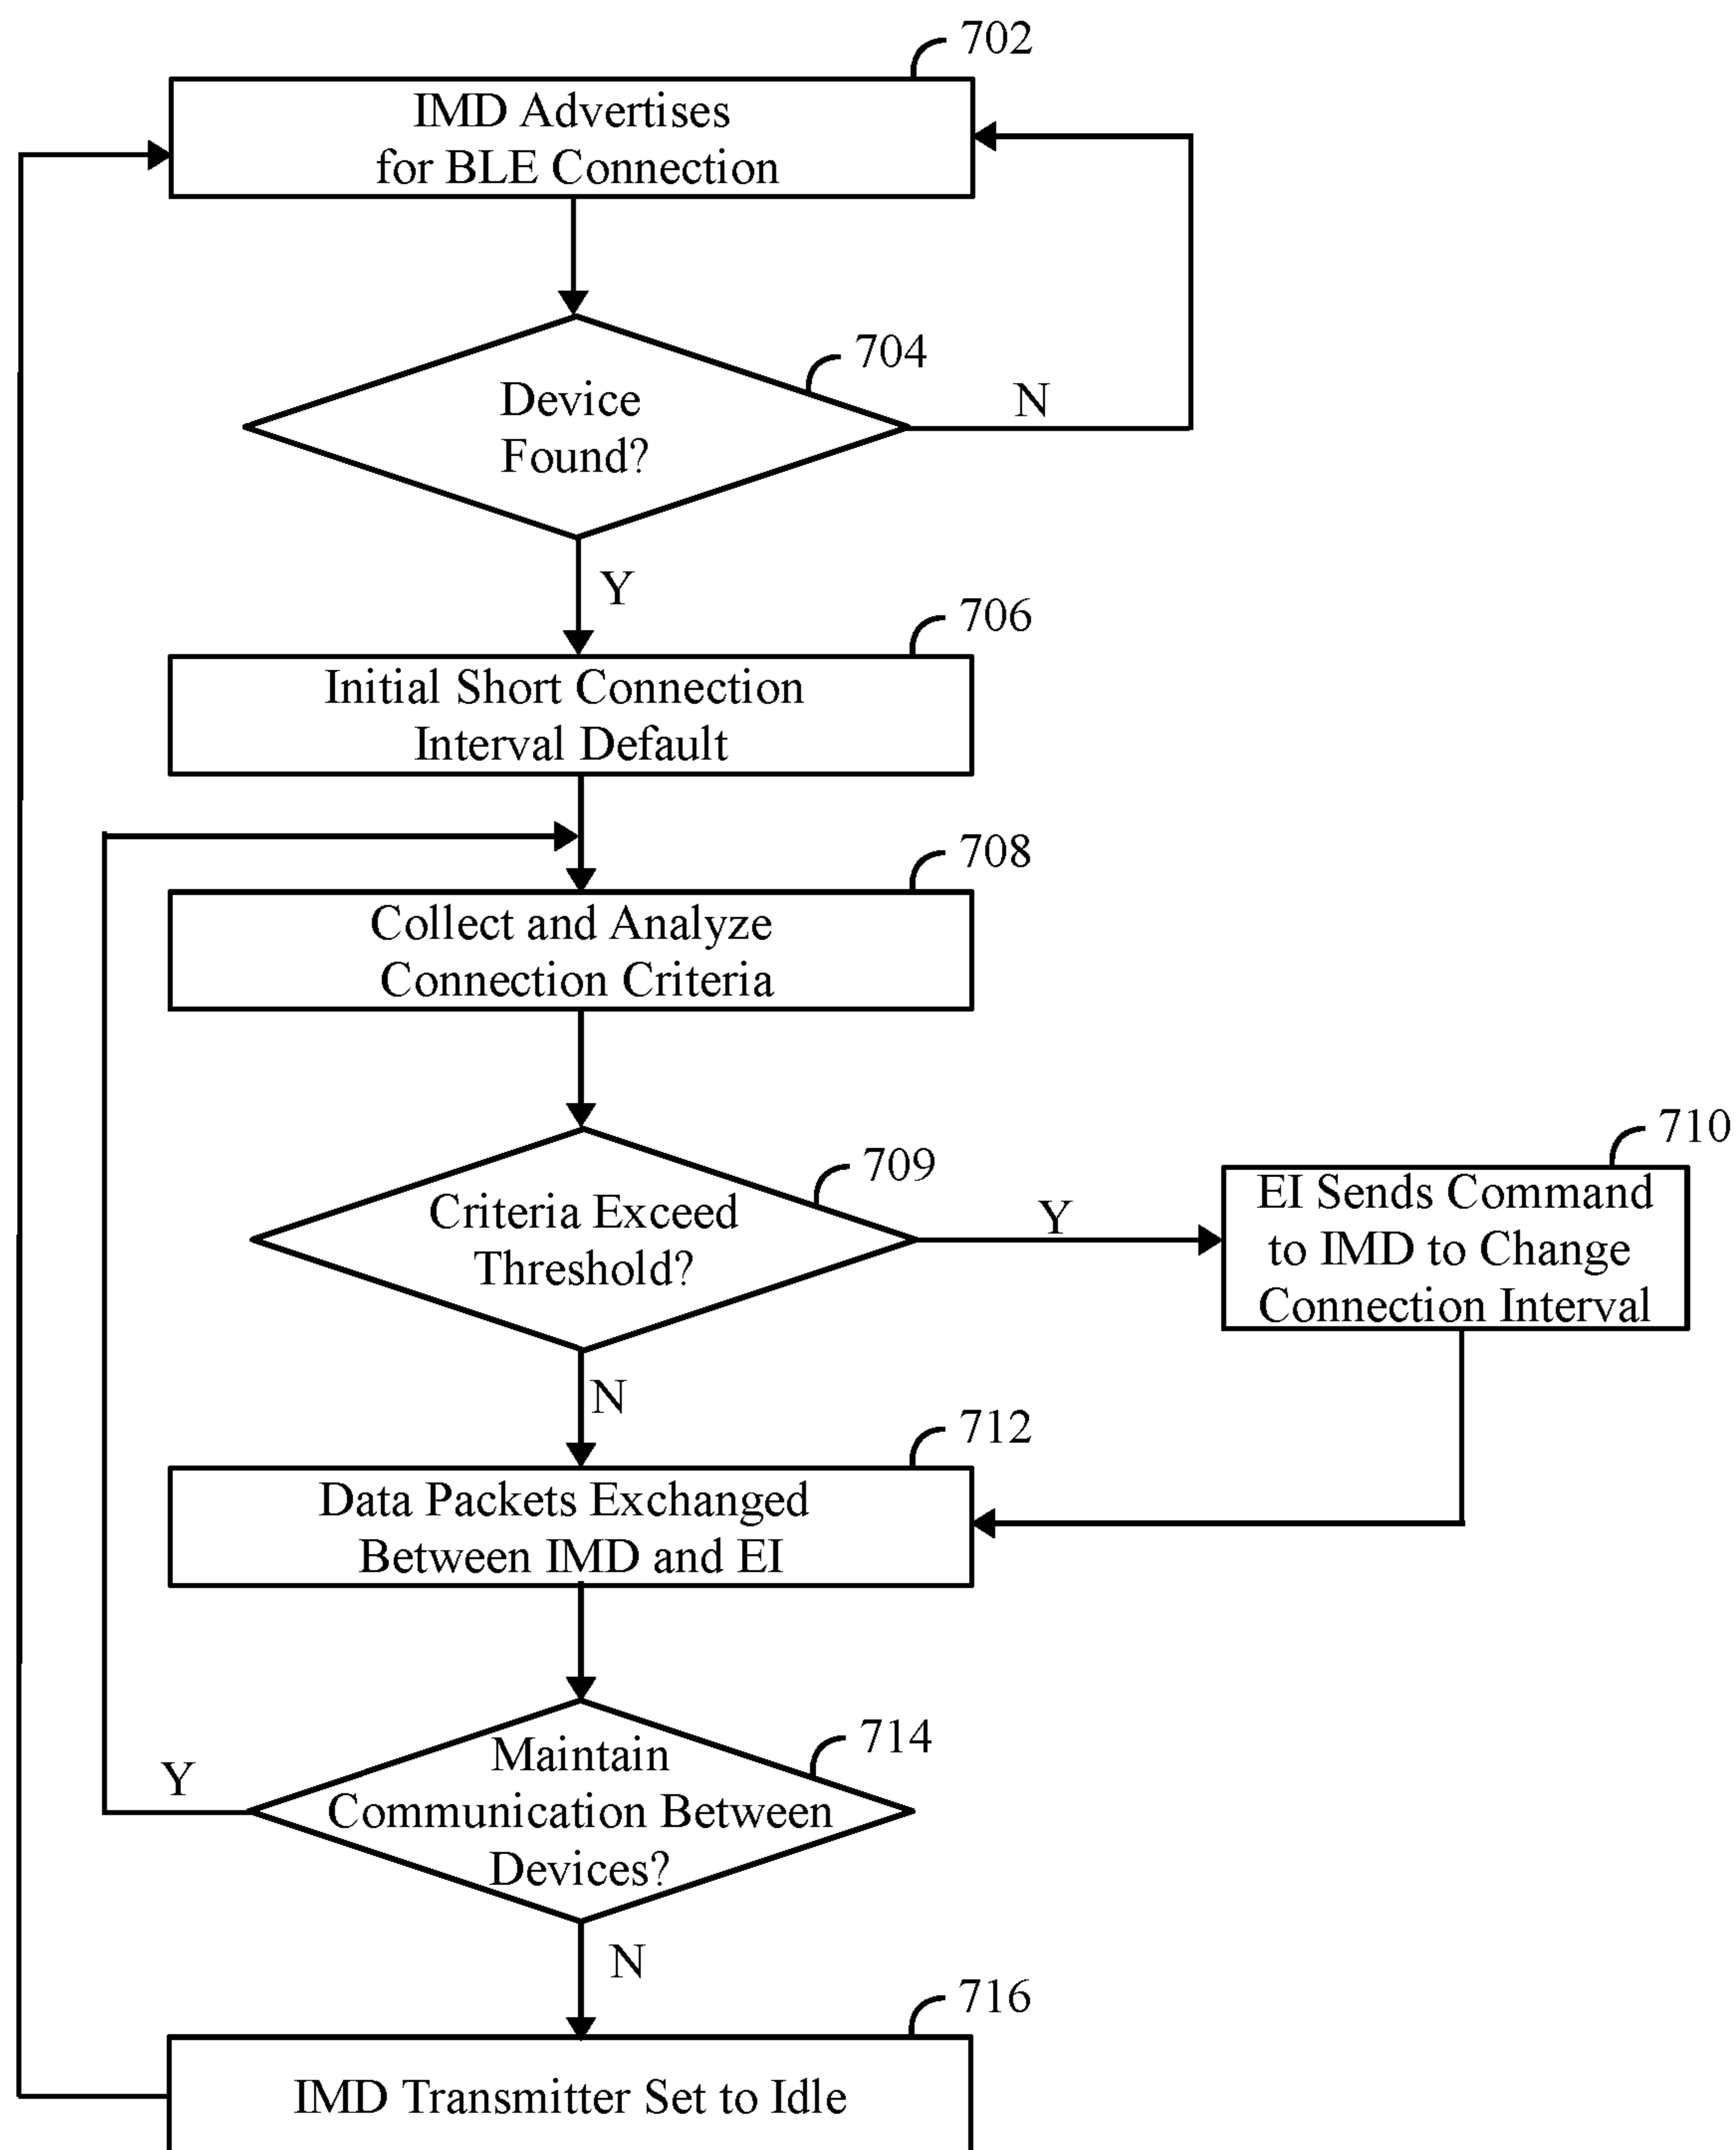 702
IMD Advertises
for BLE Connection
704
Device
Found?
N
Y
706
Initial Short Connection
Interval Default
708
Collect and Analyze
Connection Criteria
709
Criteria Exceed
Threshold?
Y
710
EI Sends Command
to IMD to Change
Connection Interval
N
712
Data Packets Exchanged
Between IMD and EI
714
Maintain
Communication Between
Devices?
Y
N
716
IMD Transmitter Set to Idle